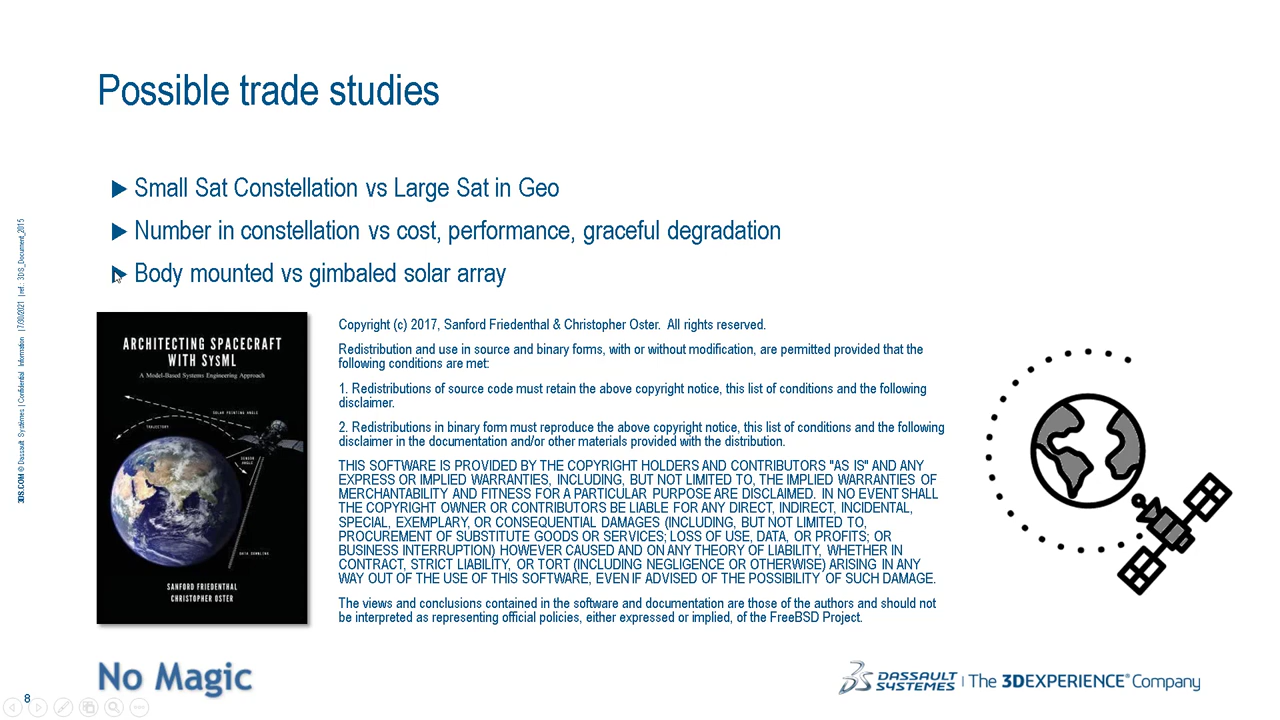 Possible trade studies
Small Sat Constellation vs Large Sat in Geo
Number in constellation vs cost, performance, graceful degradation
Body mounted vs gimbaled solar array
3DS.COM © Dassault Systèmes | Confidential Information | 7/30/2021 | ref.: 3DS_Document_2015
ARCHITECTING SPACECRAFT
WITH SysML
A Model-Based Systems Engineering Approach
SOLAR POINTING ANGLE
TRAJECTORY
SENSOR
ANGLE
DATA DOWNLINK
SANFORD FRIEDENTHAL
CHRISTOPHER OSTER
Copyright (c) 2017, Sanford Friedenthal & Christopher Oster. All rights reserved.
Redistribution and use in source and binary forms, with or without modification, are permitted provided that the
following conditions are met:
1. Redistributions of source code must retain the above copyright notice, this list of conditions and the following
disclaimer.
2. Redistributions in binary form must reproduce the above copyright notice, this list of conditions and the following
disclaimer in the documentation and/or other materials provided with the distribution.
THIS SOFTWARE IS PROVIDED BY THE COPYRIGHT HOLDERS AND CONTRIBUTORS "AS IS" AND ANY
EXPRESS OR IMPLIED WARRANTIES, INCLUDING, BUT NOT LIMITED TO, THE IMPLIED WARRANTIES OF
MERCHANTABILITY AND FITNESS FOR A PARTICULAR PURPOSE ARE DISCLAIMED. IN NO EVENT SHALL
THE COPYRIGHT OWNER OR CONTRIBUTORS BE LIABLE FOR ANY DIRECT, INDIRECT, INCIDENTAL,
SPECIAL, EXEMPLARY, OR CONSEQUENTIAL DAMAGES (INCLUDING, BUT NOT LIMITED TO,
PROCUREMENT OF SUBSTITUTE GOODS OR SERVICES; LOSS OF USE, DATA, OR PROFITS; OR
BUSINESS INTERRUPTION) HOWEVER CAUSED AND ON ANY THEORY OF LIABILITY, WHETHER IN
CONTRACT, STRICT LIABILITY, OR TORT (INCLUDING NEGLIGENCE OR OTHERWISE) ARISING IN ANY
WAY OUT OF THE USE OF THIS SOFTWARE, EVEN IF ADVISED OF THE POSSIBILITY OF SUCH DAMAGE.
The views and conclusions contained in the software and documentation are those of the authors and should not
be interpreted as representing official policies, either expressed or implied, of the FreeBSD Project.
No Magic
8
DASSAULT
SYSTEMES | The 3DEXPERIENCE® Company